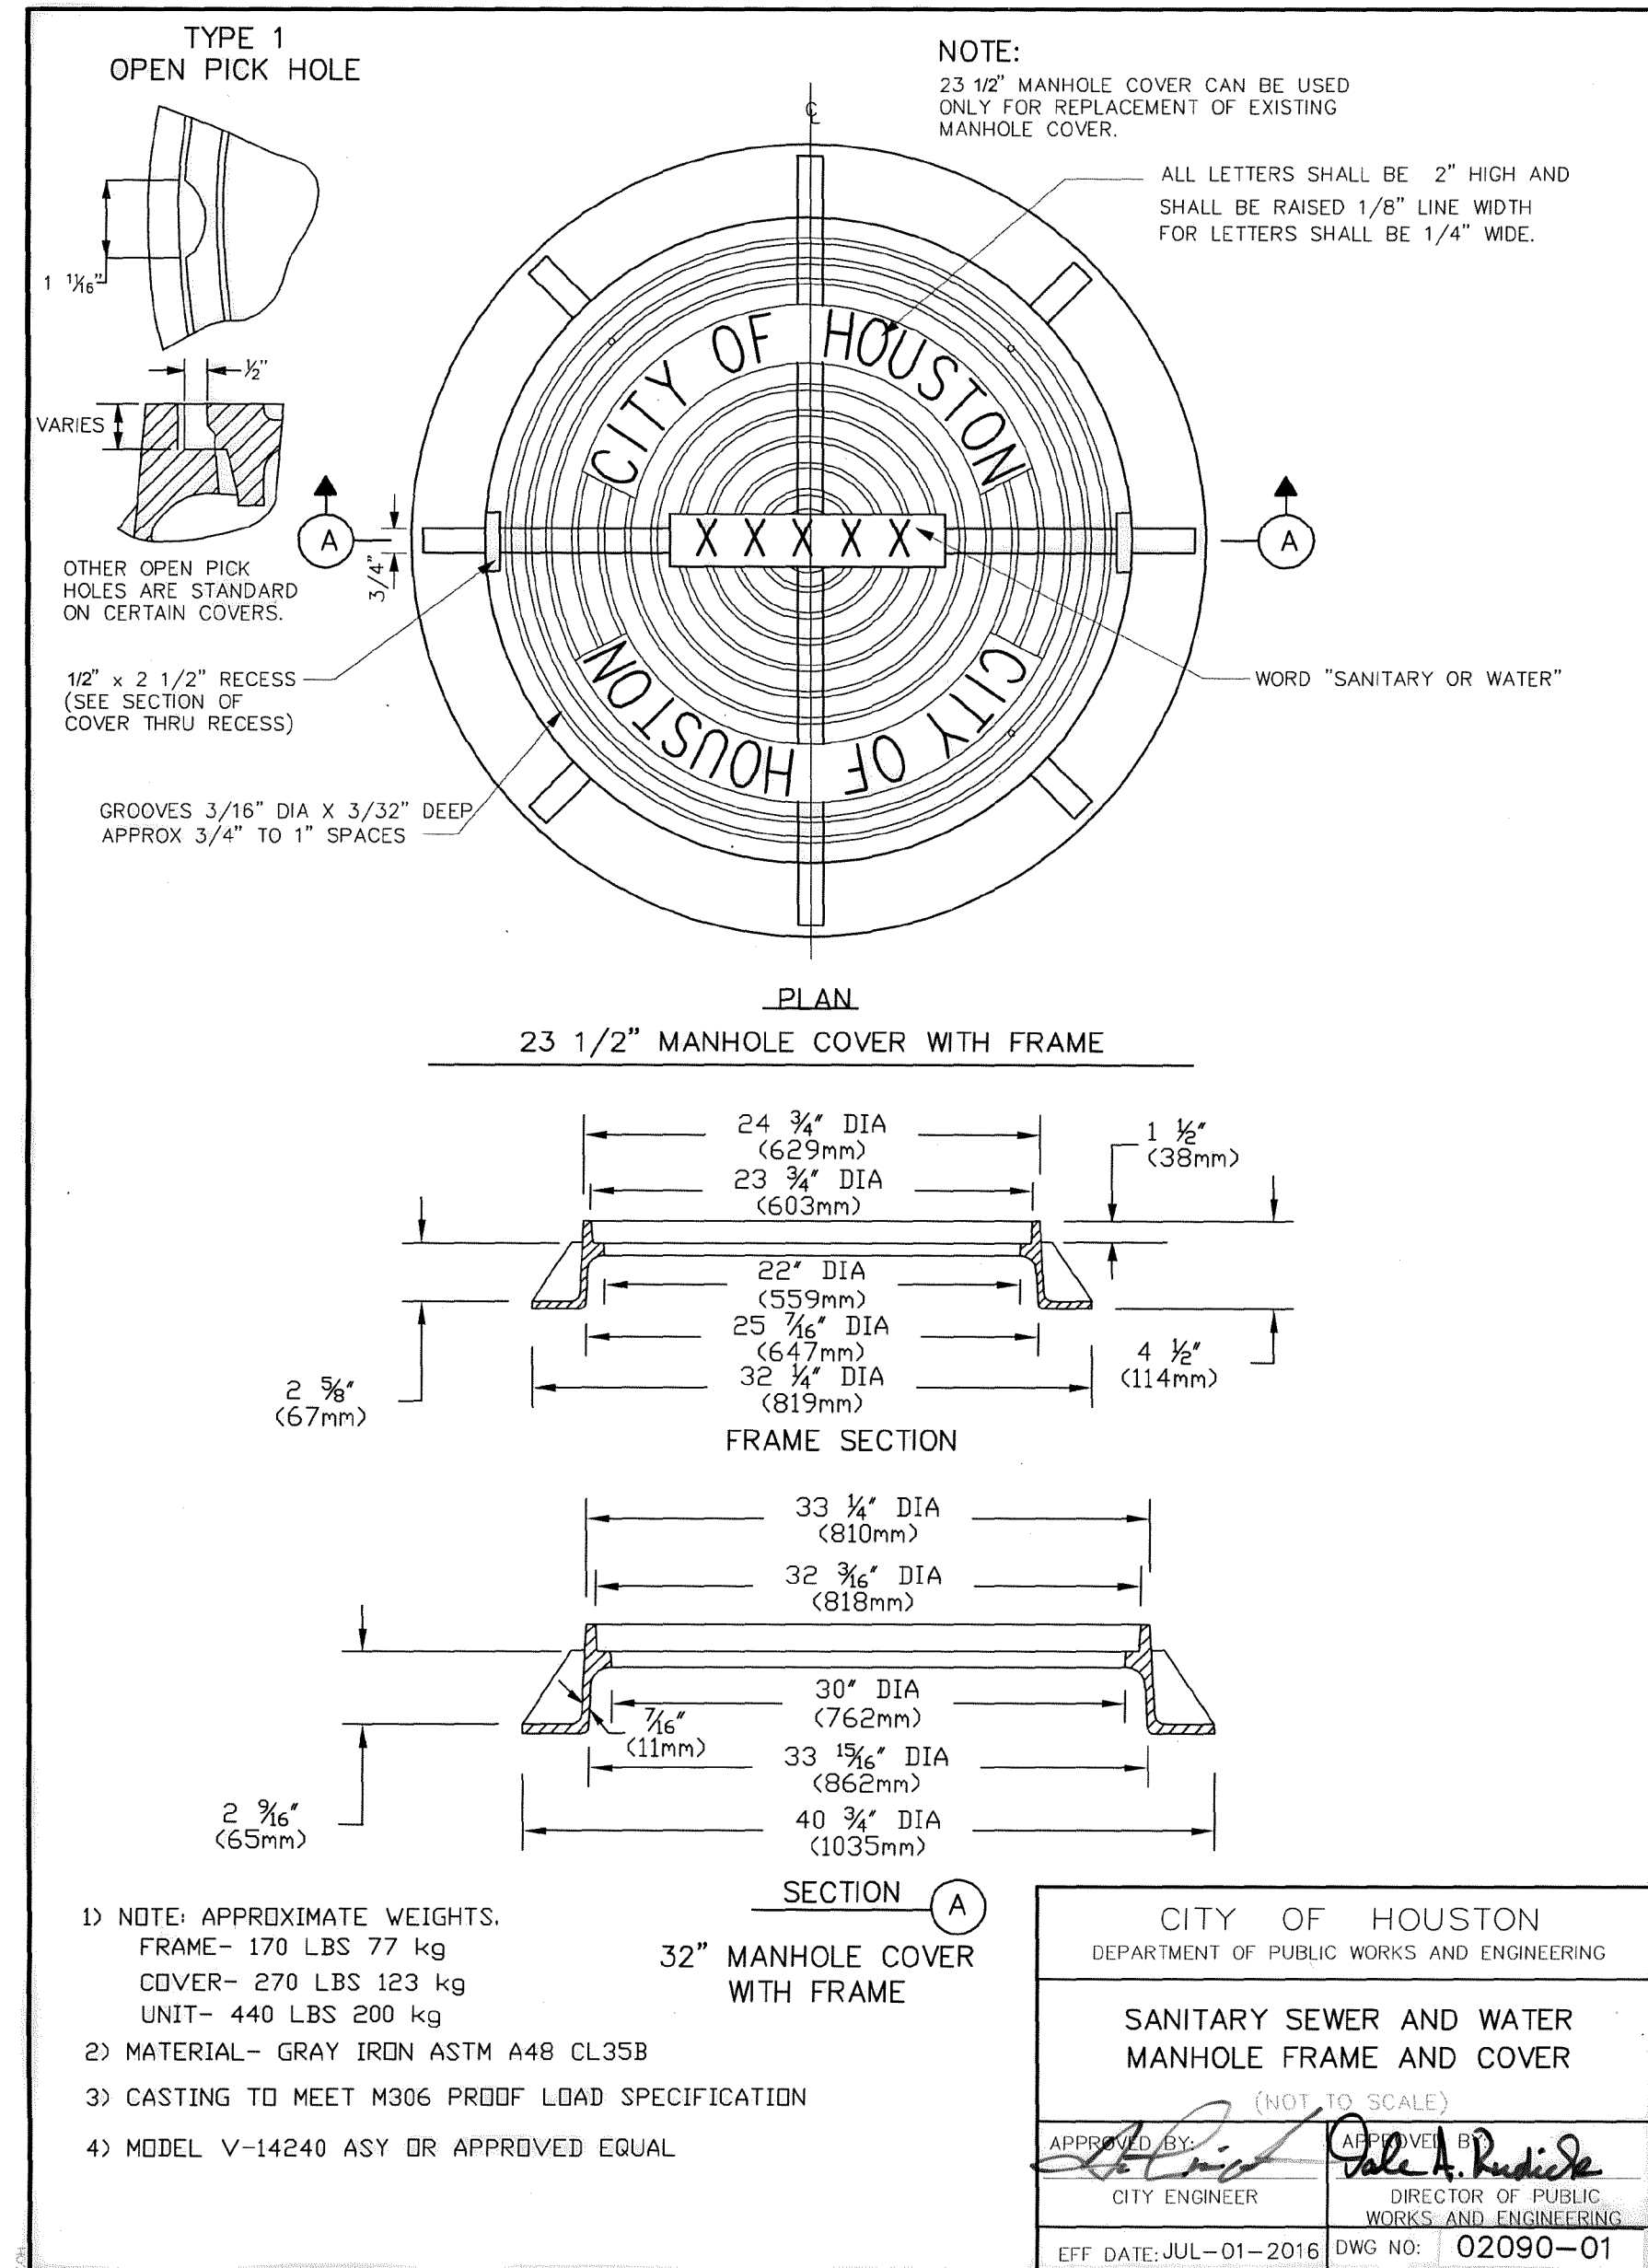 TYPE 1
OPEN PICK HOLE
NOTE:
23 1/2" MANHOLE COVER CAN BE USED
ONLY FOR REPLACEMENT OF EXISTING
MANHOLE COVER.
ALL LETTERS SHALL BE 2" HIGH AND
SHALL BE RAISED 1/8" LINE WIDTH
FOR LETTERS SHALL BE 1/4" WIDE.
1 11/16"
1/2"
VARIES
CITY OF HOUSTON
A
3/4"
X X X X X
A
OTHER OPEN PICK
HOLES ARE STANDARD
ON CERTAIN COVERS.
1/2" x 2 1/2" RECESS
(SEE SECTION OF
COVER THRU RECESS)
WORD "SANITARY OR WATER"
CITY OF HOUSTON
GROOVES 3/16" DIA X 3/32" DEEP
APPROX 3/4" TO 1" SPACES
PLAN
23 1/2" MANHOLE COVER WITH FRAME
24 3/4" DIA
(629mm)
23 3/4" DIA
(603mm)
1 1/2"
(38mm)
22" DIA
(559mm)
25 7/16" DIA
(647mm)
32 1/4" DIA
(819mm)
4 1/2"
(114mm)
2 5/8"
(67mm)
FRAME SECTION
33 1/4" DIA
(810mm)
32 3/16" DIA
(818mm)
30" DIA
(762mm)
7/16"
(11mm)
33 15/16" DIA
(862mm)
40 3/4" DIA
(1035mm)
2 9/16"
(65mm)
SECTION A
32" MANHOLE COVER
WITH FRAME
1) NOTE: APPROXIMATE WEIGHTS.
FRAME- 170 LBS 77 kg
COVER- 270 LBS 123 kg
UNIT- 440 LBS 200 kg
2) MATERIAL- GRAY IRON ASTM A48 CL35B
3) CASTING TO MEET M306 PROOF LOAD SPECIFICATION
4) MODEL V-14240 ASY OR APPROVED EQUAL
CITY OF HOUSTON
DEPARTMENT OF PUBLIC WORKS AND ENGINEERING
SANITARY SEWER AND WATER
MANHOLE FRAME AND COVER
(NOT TO SCALE)
APPROVED BY:
CITY ENGINEER
APPROVED BY:
Dale A. Rudick
DIRECTOR OF PUBLIC
WORKS AND ENGINEERING
EFF DATE: JUL-01-2016
DWG NO: 02090-01